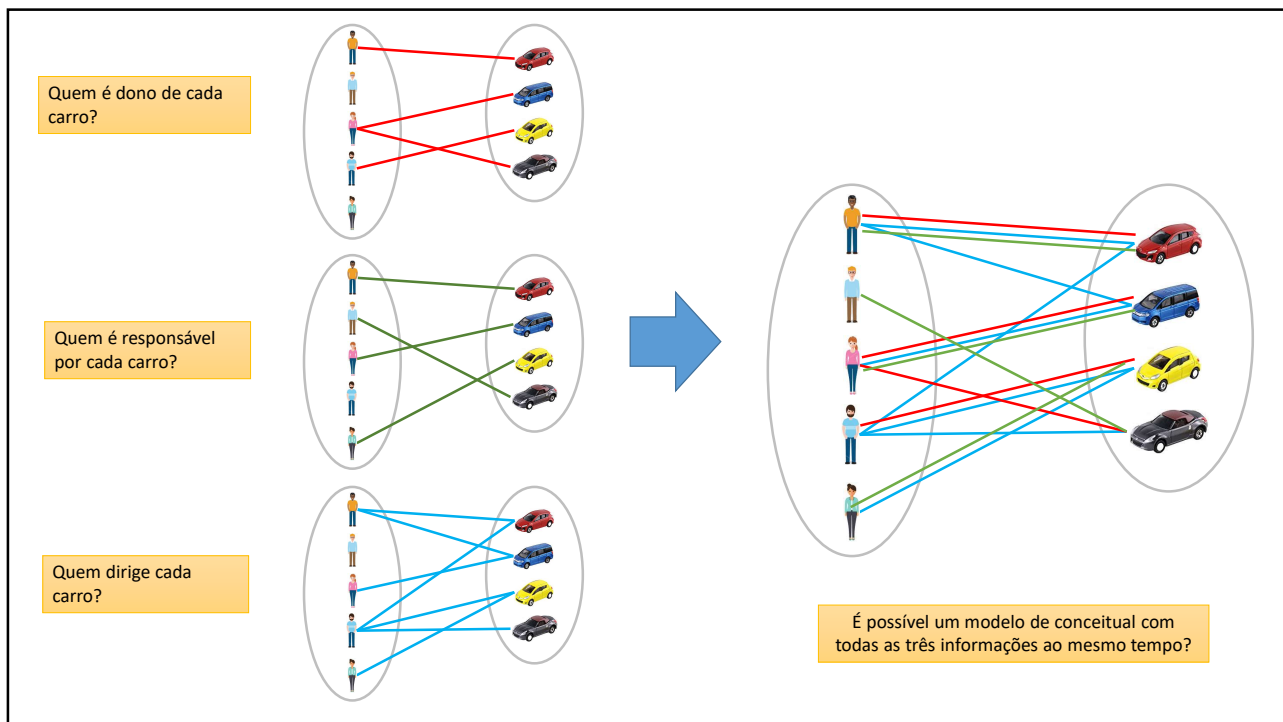 Quem é dono de cada
carro?
Quem é responsável
por cada carro?
Quem dirige cada
carro?
É possível um modelo de conceitual com
todas as três informações ao mesmo tempo?